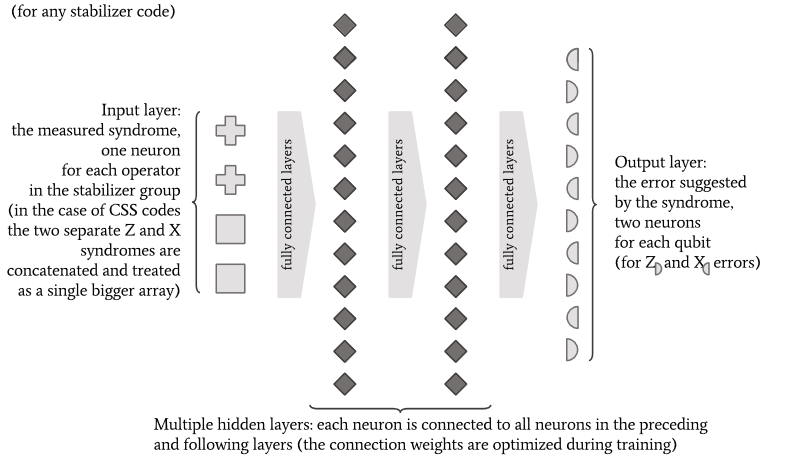 (for any stabilizer code)
Input layer:
the measured syndrome,
one neuron
for each operator
in the stabilizer group
(in the case of CSS codes
the two separate Z and X
syndromes are
concatenated and treated
as a single bigger array)
fully connected layers
fully connected layers
fully connected layers
Output layer:
the error suggested
by the syndrome,
two neurons
for each qubit
(for Z and X errors)
Multiple hidden layers: each neuron is connected to all neurons in the preceding
and following layers (the connection weights are optimized during training)